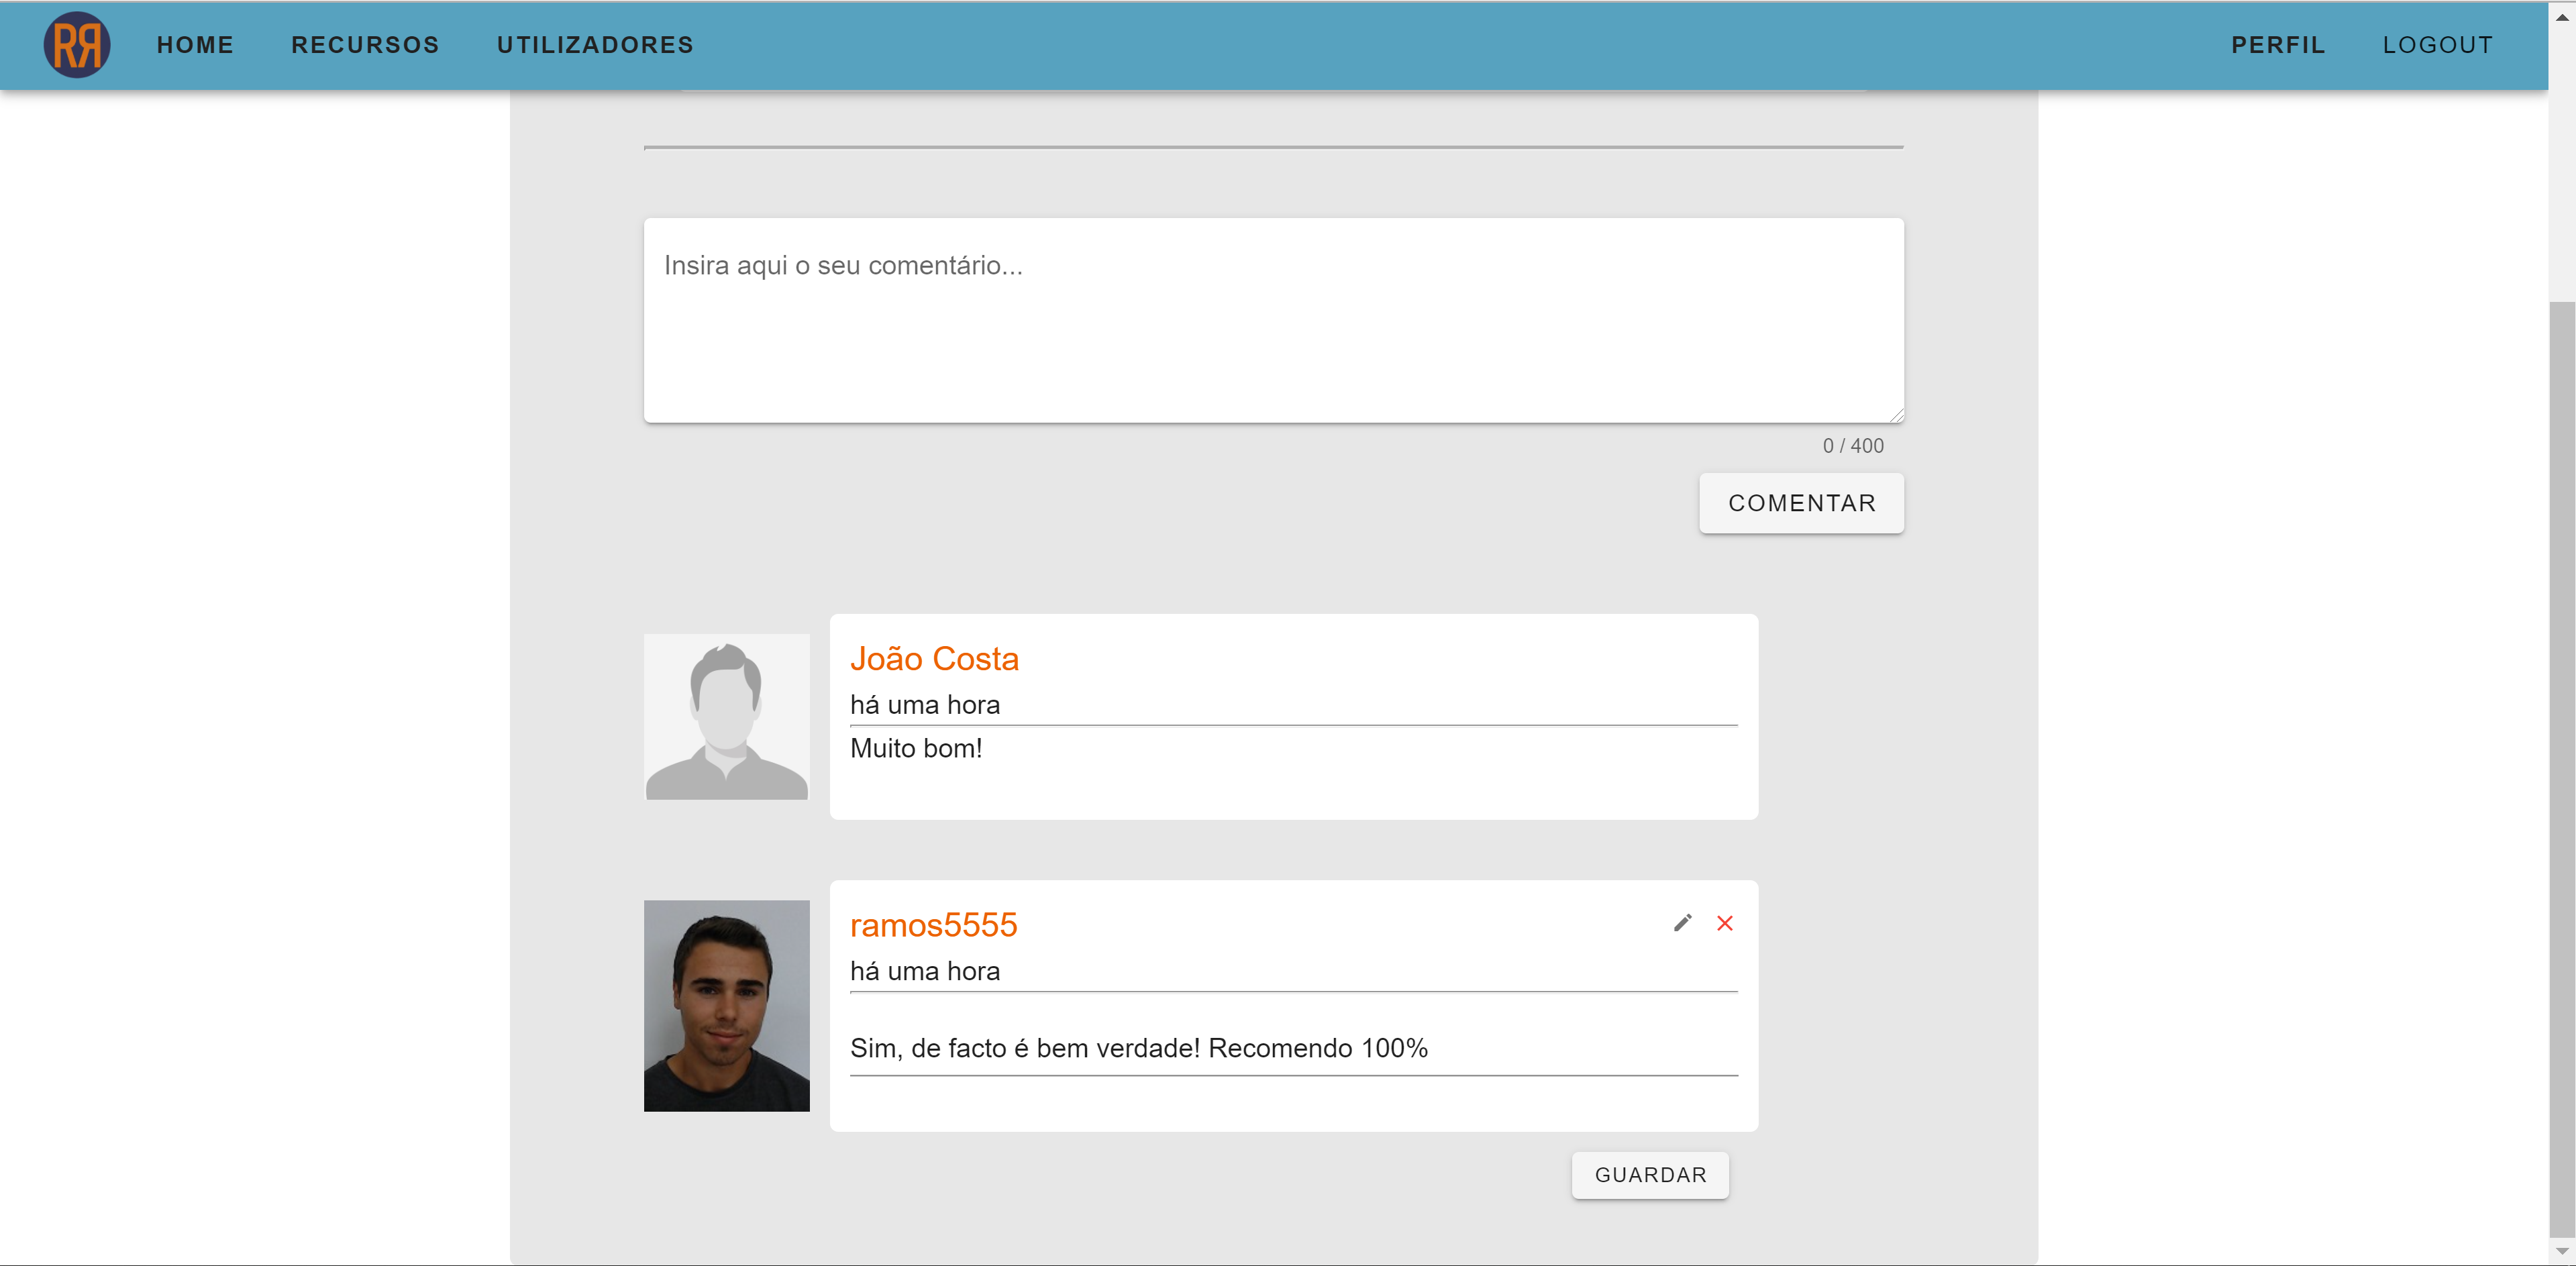 RR HOME RECURSOS UTILIZADORES PERFIL LOGOUT
Insira aqui o seu comentário...
0 / 400
COMENTAR
João Costa
há uma hora
Muito bom!
ramos5555
há uma hora
Sim, de facto é bem verdade! Recomendo 100%
GUARDAR